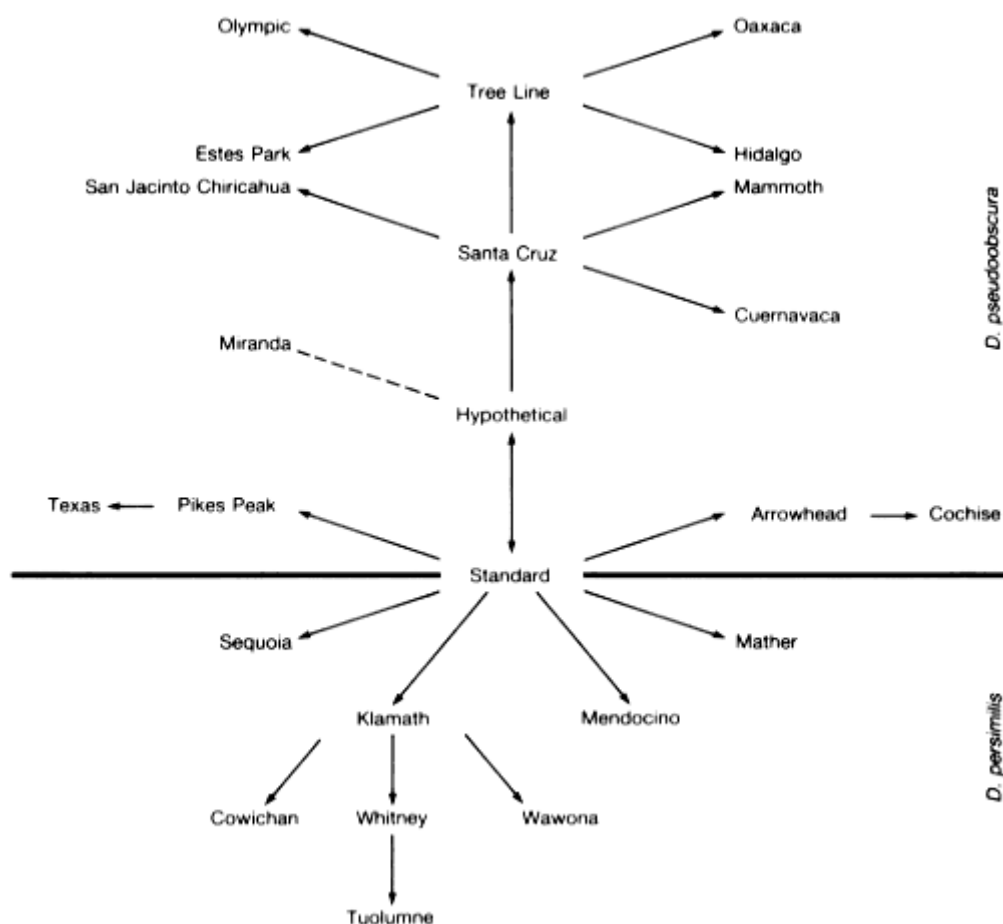 Olympic
Oaxaca
Tree Line
Estes Park
Hidalgo
San Jacinto Chiricahua
Mammoth
Santa Cruz
Cuernavaca
Miranda
Hypothetical
Texas
Pikes Peak
Arrowhead
Cochise
Standard
Sequoia
Mather
Klamath
Mendocino
Cowichan
Whitney
Wawona
Tuolumne
D. pseudoobscura
D. persimilis